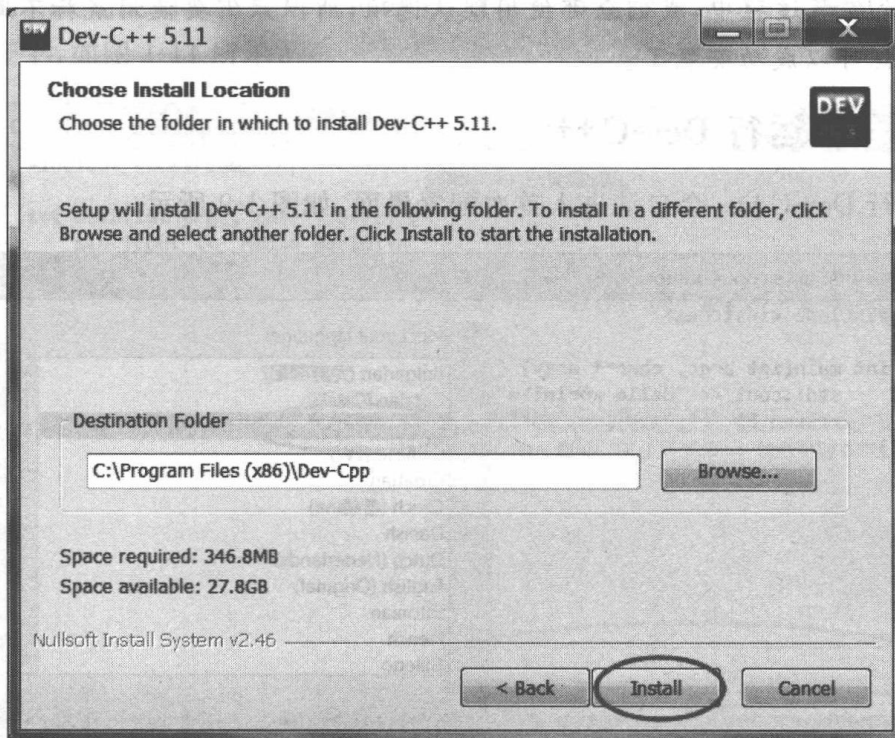 DEV
Dev-C++ 5.11
X
Choose Install Location
Choose the folder in which to install Dev-C++ 5.11.
DEV
Setup will install Dev-C++ 5.11 in the following folder. To install in a different folder, click
Browse and select another folder. Click Install to start the installation.
Destination Folder
C:\Program Files (x86)\Dev-Cpp
Browse...
Space required: 346.8MB
Space available: 27.8GB
Nullsoft Install System v2.46
< Back
Install
Cancel